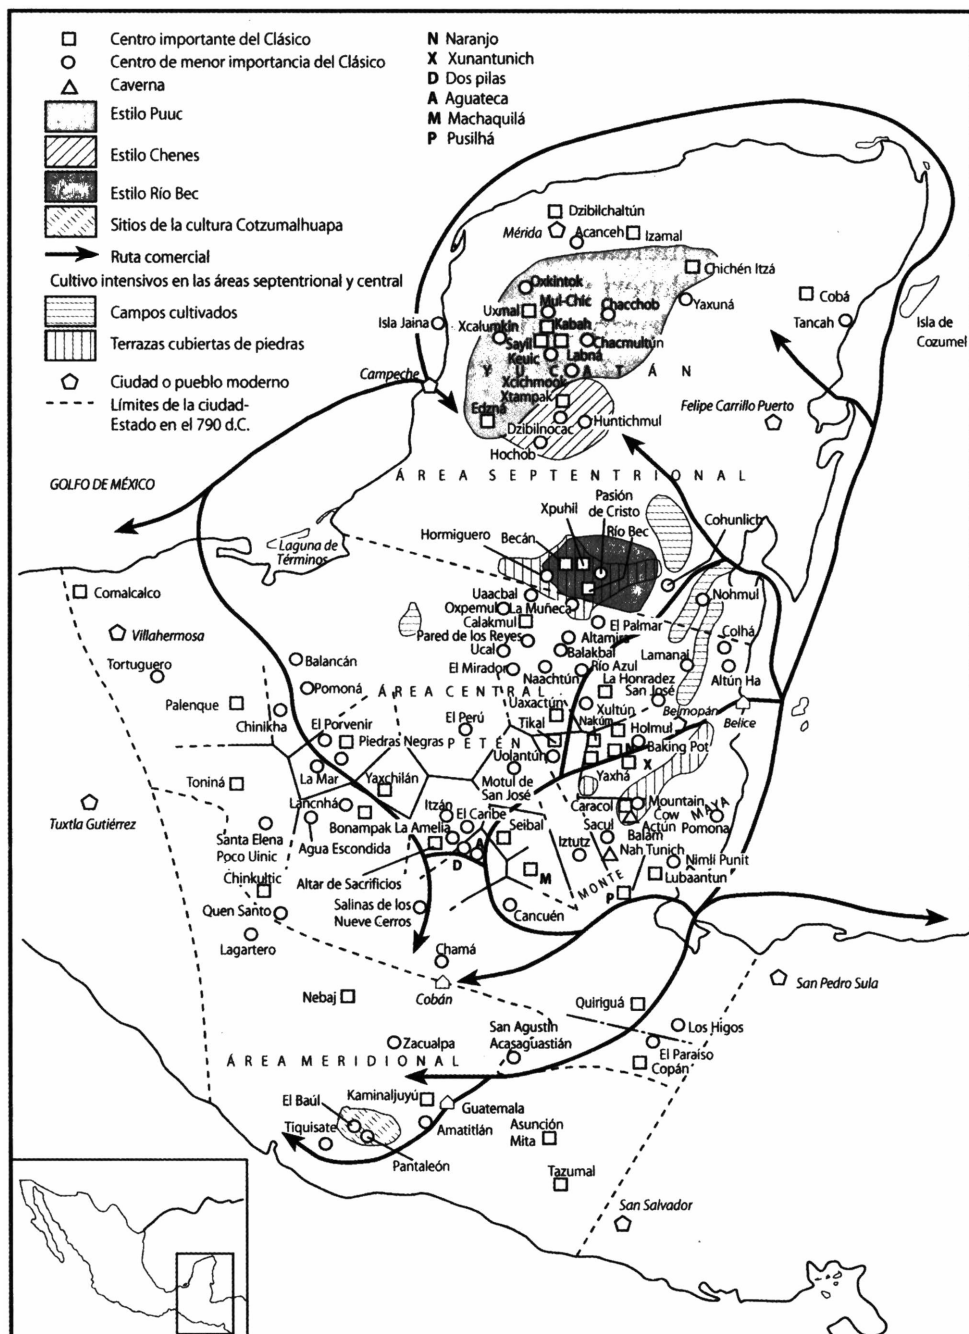 Centro importante del Clásico
Centro de menor importancia del Clásico
Caverna
Estilo Puuc
Estilo Chenes
Estilo Río Bec
Sitios de la cultura Cotzumalhuapa
Ruta comercial
Cultivo intensivos en las áreas septentrional y central
Campos cultivados
Terrazas cubiertas de piedras
Ciudad o pueblo moderno
Límites de la ciudad-
Estado en el 790 d.C.
N Naranjo
X Xunantunich
D Dos pilas
A Aguateca
M Machaquilá
P Pusilhá
Dzibilchaltún
Mérida
Acanceh
Izamal
Chichén Itzá
Oxkintok
Mul-Chic
Chacchob
Yaxuná
Cobá
Tancah
Isla de
Cozumel
Isla Jaina
Uxmal
Xcalumkín
Kabah
Sayil
Chacmultún
Keuic
Labná
YUCATÁN
Campeche
Xcichmook
Xtampak
Edzná
Dzibilnocac
Huntichmul
Hochob
Felipe Carrillo Puerto
GOLFO DE MÉXICO
ÁREA SEPTENTRIONAL
Pasión
de Cristo
Xpuhil
Río Bec
Cohunlich
Hormiguero
Becán
Laguna de
Términos
Comalcalco
Uaacbal
Oxpemul
La Muñeca
Nohmul
Calakmul
El Palmar
Villahermosa
Pared de los Reyes
Altamira
Colhá
Ucal
Balakbal
Lamanai
Tortuguero
Balancán
El Mirador
Naachtún
Río Azul
Altún Ha
La Honradez
Pomoná
ÁREA CENTRAL
San José
Palenque
Uaxactún
Xultún
Belmopán
Belice
Chinikha
El Porvenir
El Perú
Tikal
Nakúm
Holmul
Piedras Negras
PETÉN
N
Baking Pot
Uolantún
X
La Mar
Yaxchilán
Motul de
San José
Yaxhá
Toniná
Lancnhá
Itzán
El Caribe
Caracol
Mountain
Cow
MAYA
Tuxtla Gutiérrez
Bonampak
La Amelia
Seibal
Sacul
Actún
Balam
Pomona
Santa Elena
Poco Uinic
Agua Escondida
A
Iztutz
Nah Tunich
Nimli Punit
D
M
MONTE
Lubaantun
Chinkultic
Altar de Sacrificios
P
Quen Santo
Salinas de los
Nueve Cerros
Cancuén
Lagartero
Chamá
Cobán
San Pedro Sula
Nebaj
Quiriguá
San Agustín
Acasaguastián
Los Higos
Zacualpa
El Paraíso
ÁREA MERIDIONAL
Copán
Kaminaljuyú
El Baúl
Guatemala
Tiquisate
Amatitlán
Asunción
Mita
Pantaleón
Tazumal
San Salvador